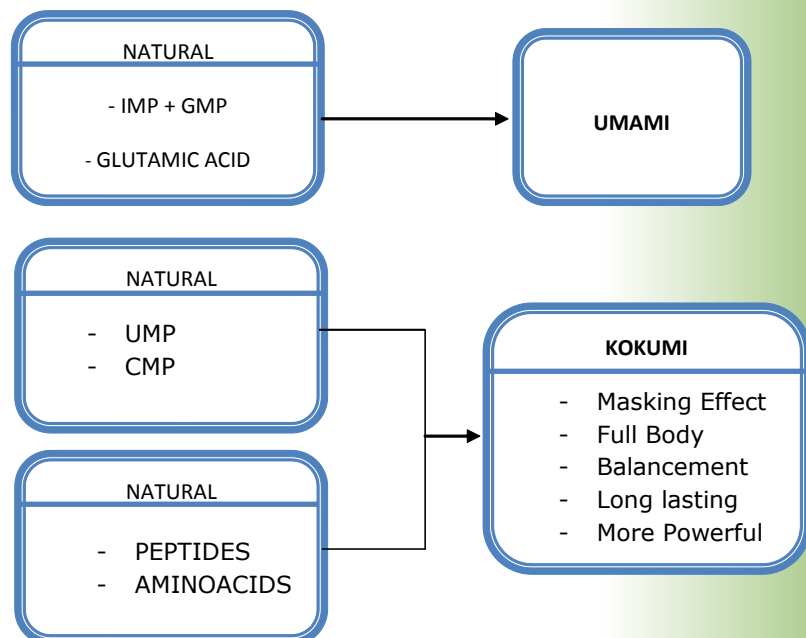 NATURAL
- IMP + GMP
- GLUTAMIC ACID
UMAMI
NATURAL
- UMP
- CMP
NATURAL
- PEPTIDES
- AMINOACIDS
KOKUMI
- Masking Effect
- Full Body
- Balancement
- Long lasting
- More Powerful